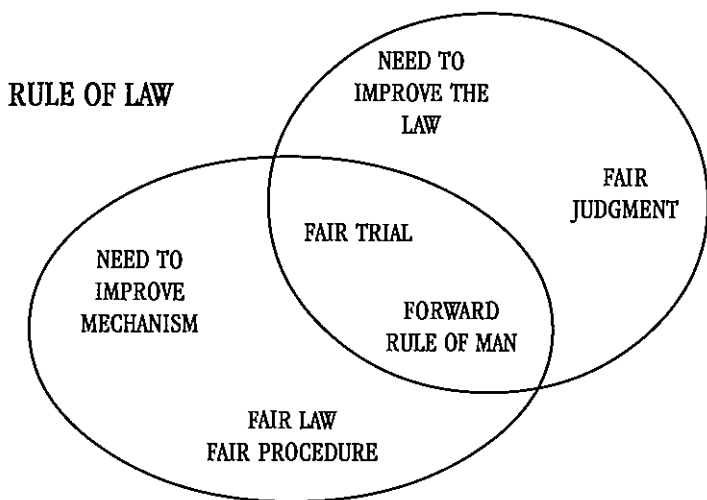 RULE OF LAW
NEED TO
IMPROVE THE
LAW
FAIR
JUDGMENT
FAIR TRIAL
NEED TO
IMPROVE
MECHANISM
FORWARD
RULE OF MAN
FAIR LAW
FAIR PROCEDURE